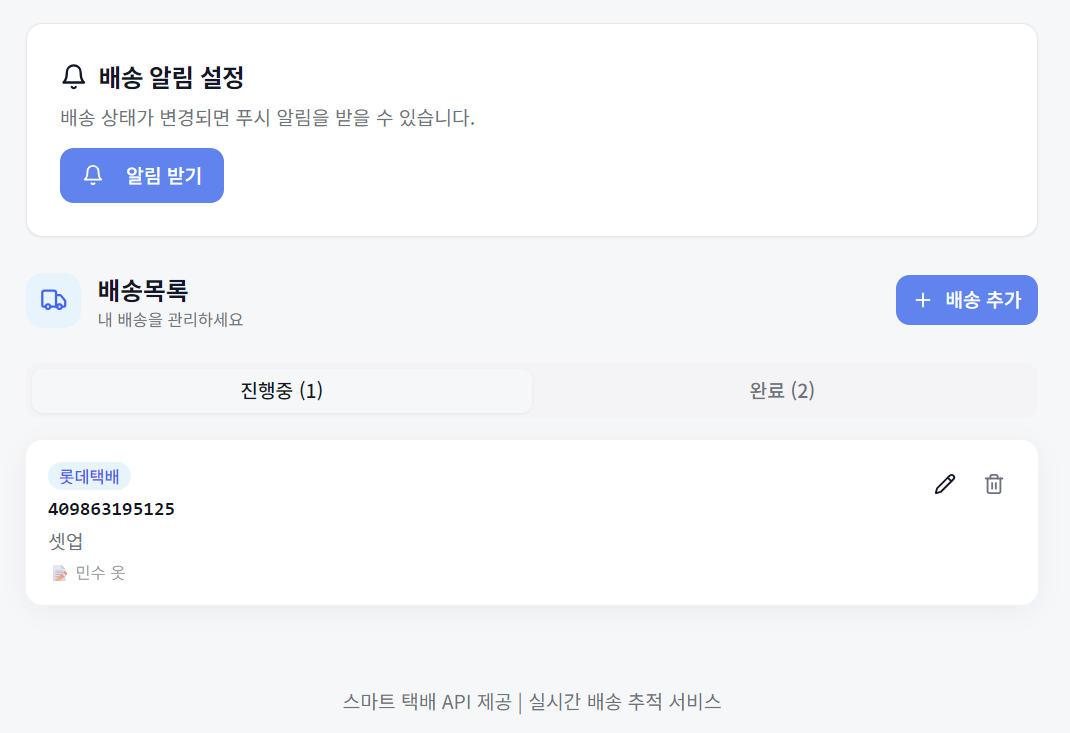 배송 알림 설정
배송 상태가 변경되면 푸시 알림을 받을 수 있습니다.
알림 받기
배송목록
내 배송을 관리하세요
배송 추가
진행중 (1)
완료 (2)
롯데택배
409863195125
셋업
민수 옷
스마트 택배 API 제공 | 실시간 배송 추적 서비스